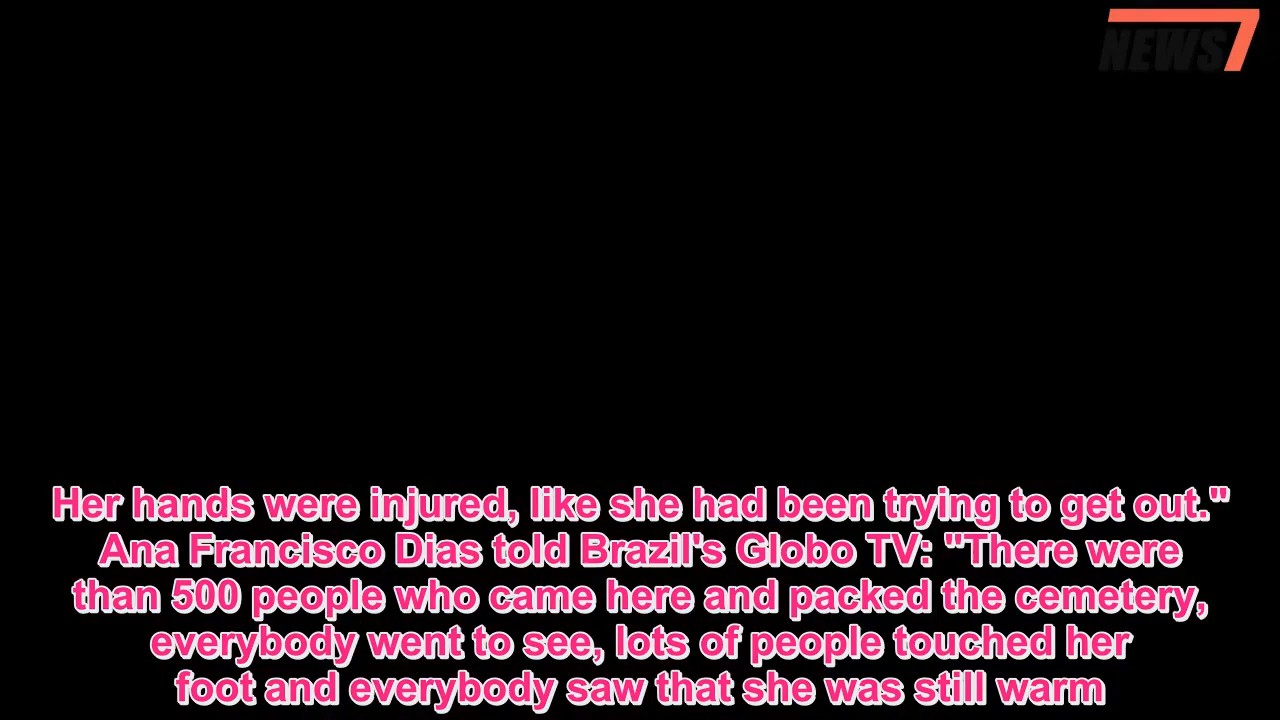 NEWS7
Her hands were injured, like she had been trying to get out."
Ana Francisco Dias told Brazil's Globo TV: "There were
than 500 people who came here and packed the cemetery,
everybody went to see, lots of people touched her
foot and everybody saw that she was still warm